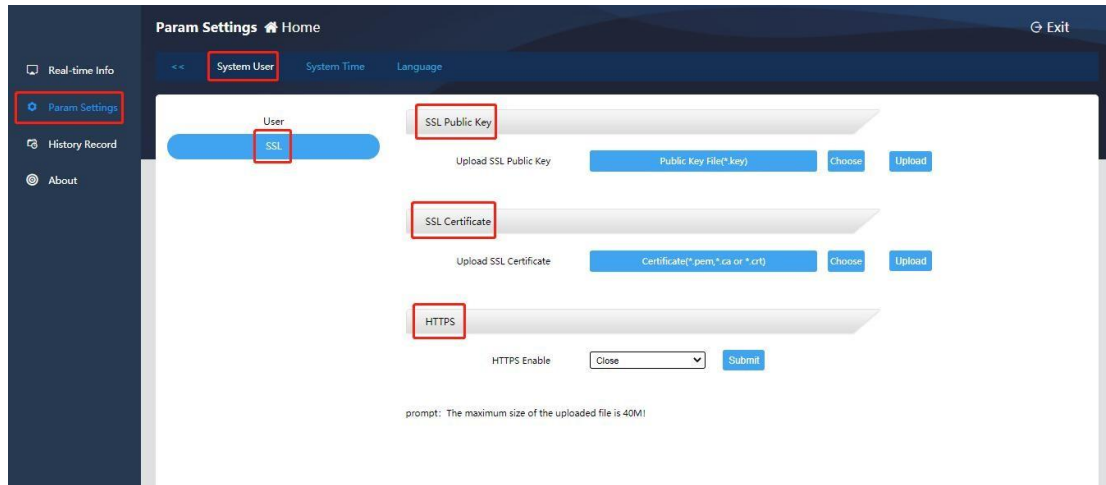 Param Settings Home
Exit
Real-time Info
Param Settings
History Record
About
<< System User System Time Language
User
SSL
SSL Public Key
Upload SSL Public Key Public Key File(*.key) Choose Upload
SSL Certificate
Upload SSL Certificate Certificate(*.pem,*.ca or *.crt) Choose Upload
HTTPS
HTTPS Enable Close Submit
prompt: The maximum size of the uploaded file is 40M!